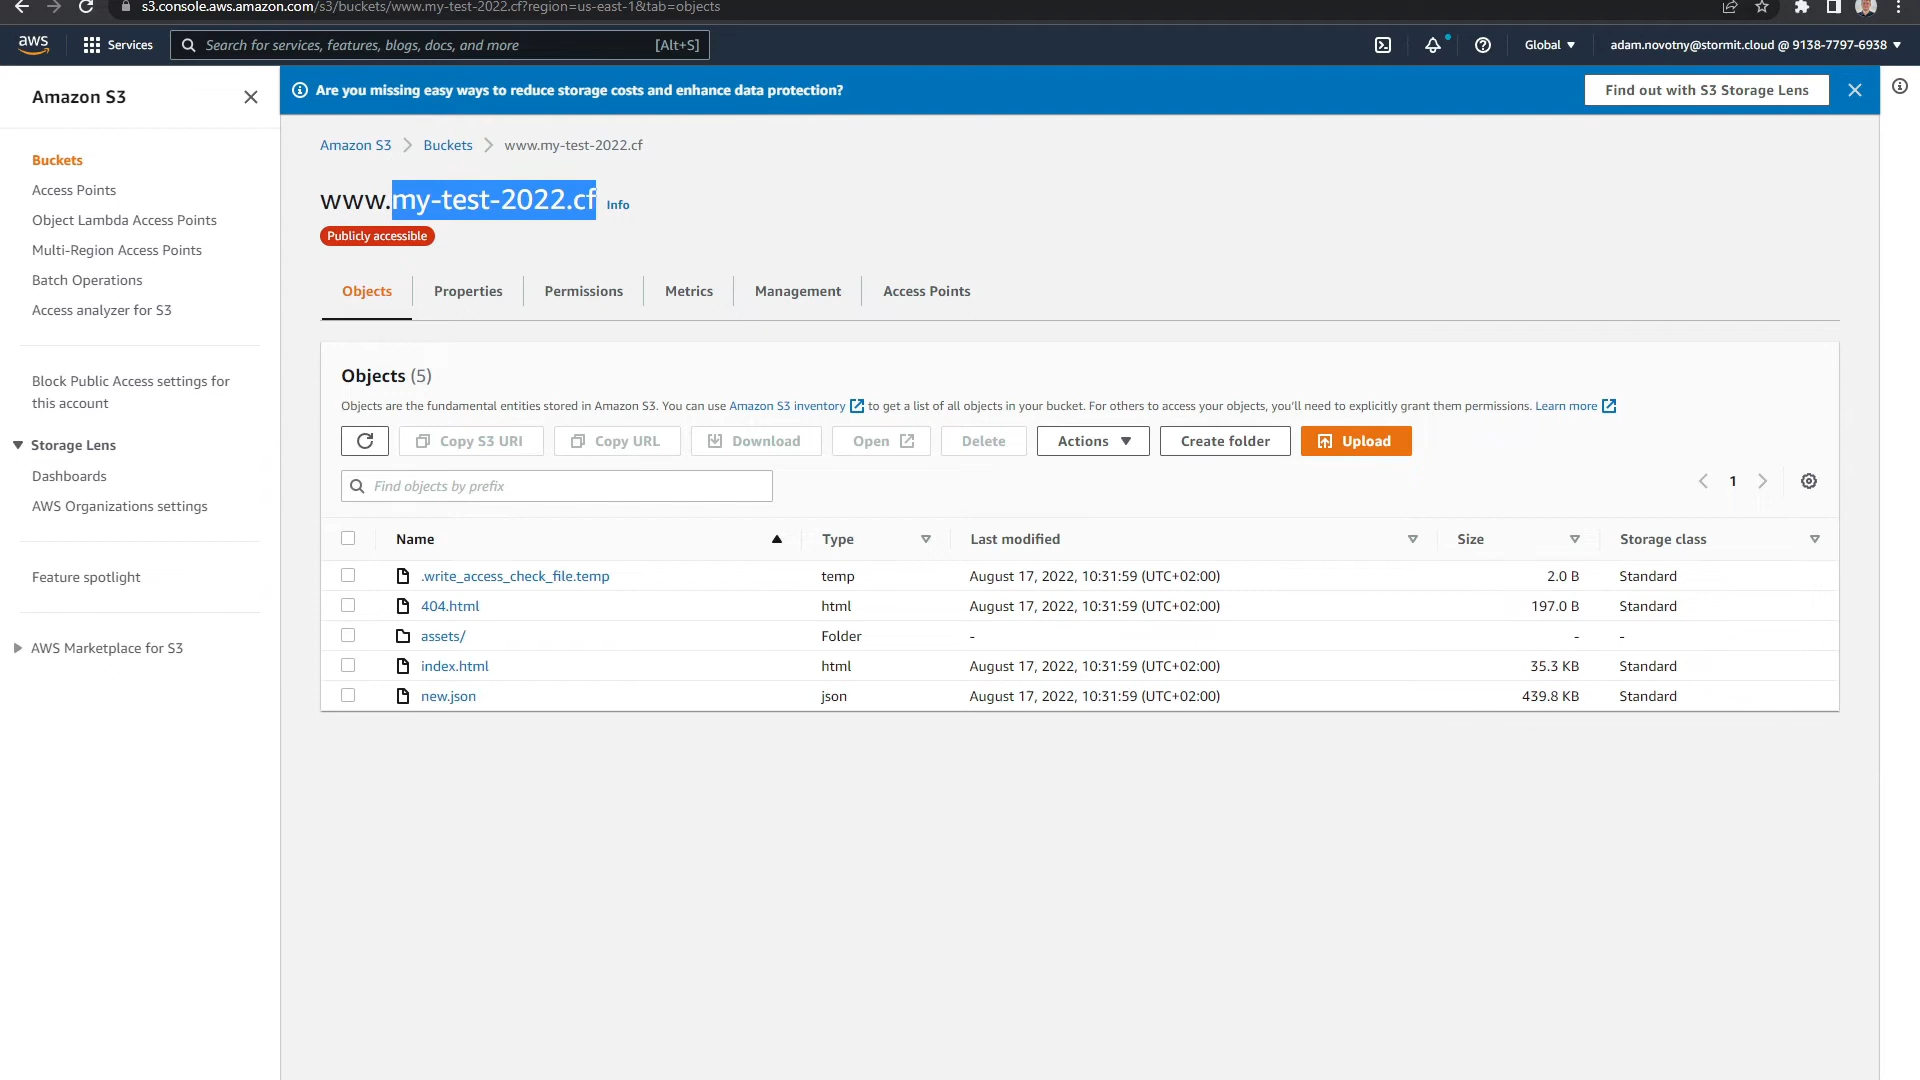 s3.console.aws.amazon.com/s3/buckets/www.my-test-2022.cf?region=us-east-1&tab=objects
aws Services Search for services, features, blogs, docs, and more [Alt+S] Global ▼ adam.novotny@stormit.cloud @ 9138-7797-6938 ▼
Amazon S3
Buckets
Access Points
Object Lambda Access Points
Multi-Region Access Points
Batch Operations
Access analyzer for S3
Block Public Access settings for
this account
Storage Lens
Dashboards
AWS Organizations settings
Feature spotlight
AWS Marketplace for S3
Are you missing easy ways to reduce storage costs and enhance data protection? Find out with S3 Storage Lens
Amazon S3 > Buckets > www.my-test-2022.cf
www.my-test-2022.cf Info
Publicly accessible
Objects Properties Permissions Metrics Management Access Points
Objects (5)
Objects are the fundamental entities stored in Amazon S3. You can use Amazon S3 inventory to get a list of all objects in your bucket. For others to access your objects, you'll need to explicitly grant them permissions. Learn more
Copy S3 URI Copy URL Download Open Delete Actions ▼ Create folder Upload
Find objects by prefix 1
Name Type Last modified Size Storage class
.write_access_check_file.temp temp August 17, 2022, 10:31:59 (UTC+02:00) 2.0 B Standard
404.html html August 17, 2022, 10:31:59 (UTC+02:00) 197.0 B Standard
assets/ Folder - - -
index.html html August 17, 2022, 10:31:59 (UTC+02:00) 35.3 KB Standard
new.json json August 17, 2022, 10:31:59 (UTC+02:00) 439.8 KB Standard